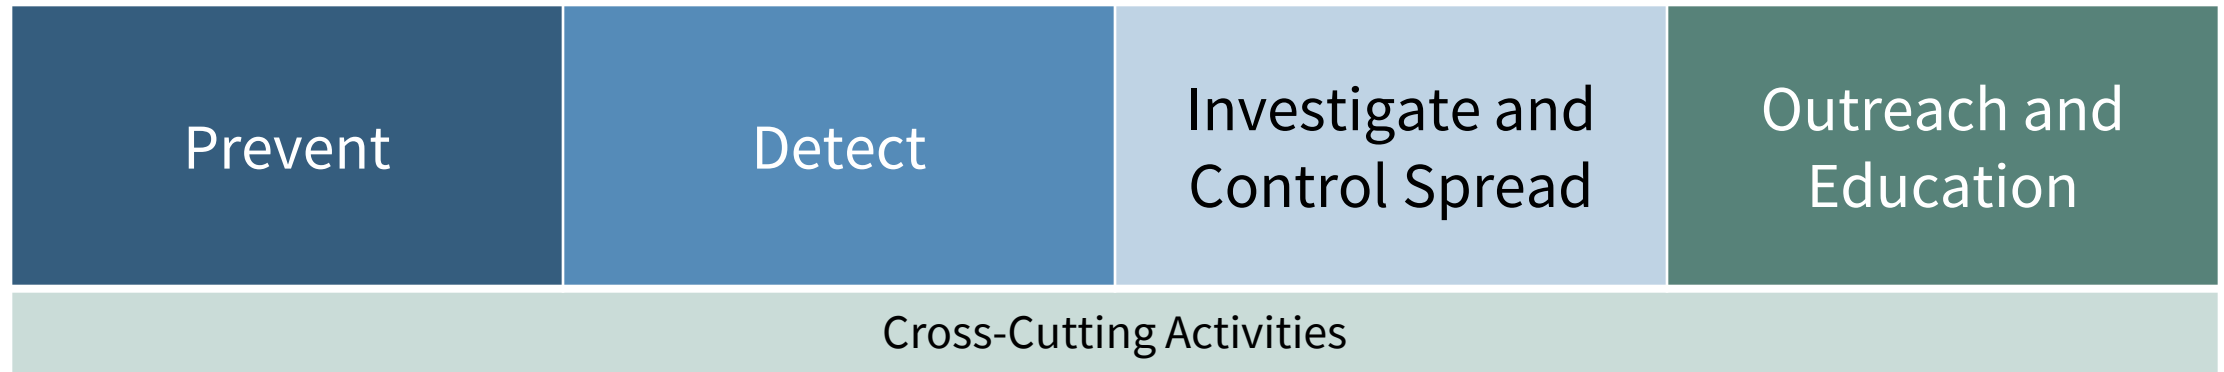 Prevent
Detect
Investigate and
Control Spread
Outreach and
Education
Cross-Cutting Activities